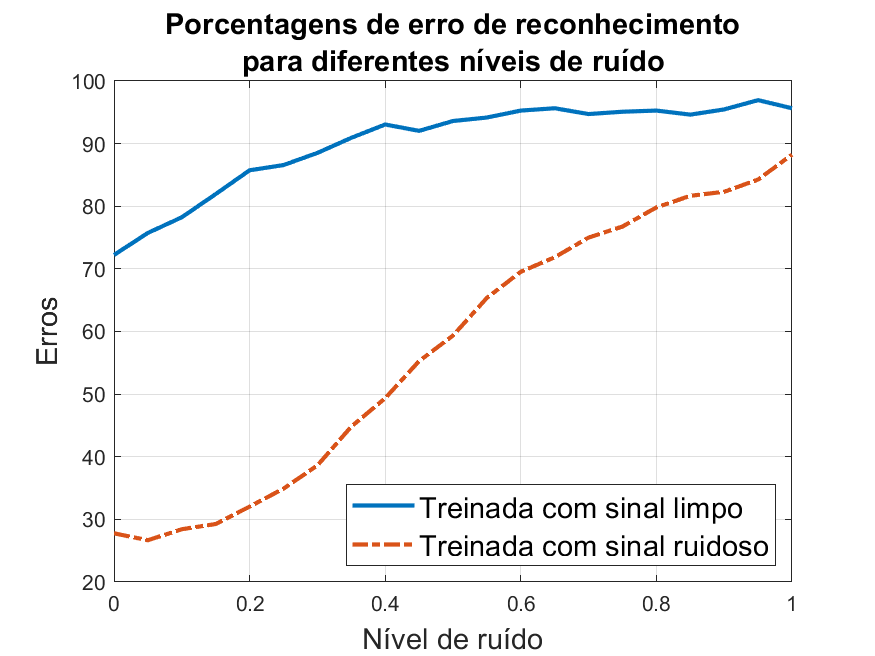 Porcentagens de erro de reconhecimento
para diferentes níveis de ruído
100
90
80
70
60
50
40
30
20
Erros
Treinada com sinal limpo
Treinada com sinal ruidoso
0 0.2 0.4 0.6 0.8 1
Nível de ruído